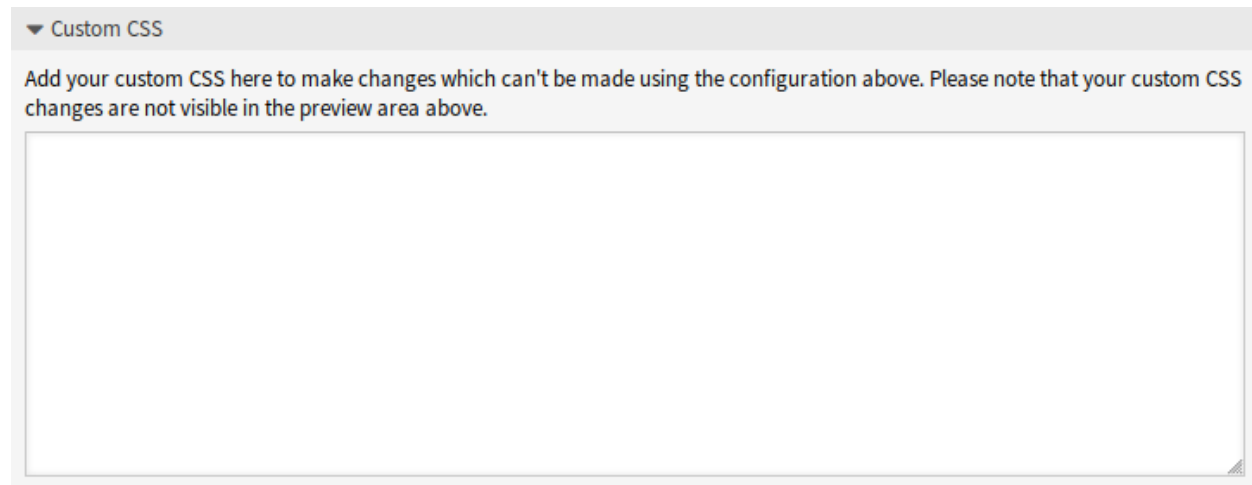 Custom CSS
Add your custom CSS here to make changes which can't be made using the configuration above. Please note that your custom CSS
changes are not visible in the preview area above.